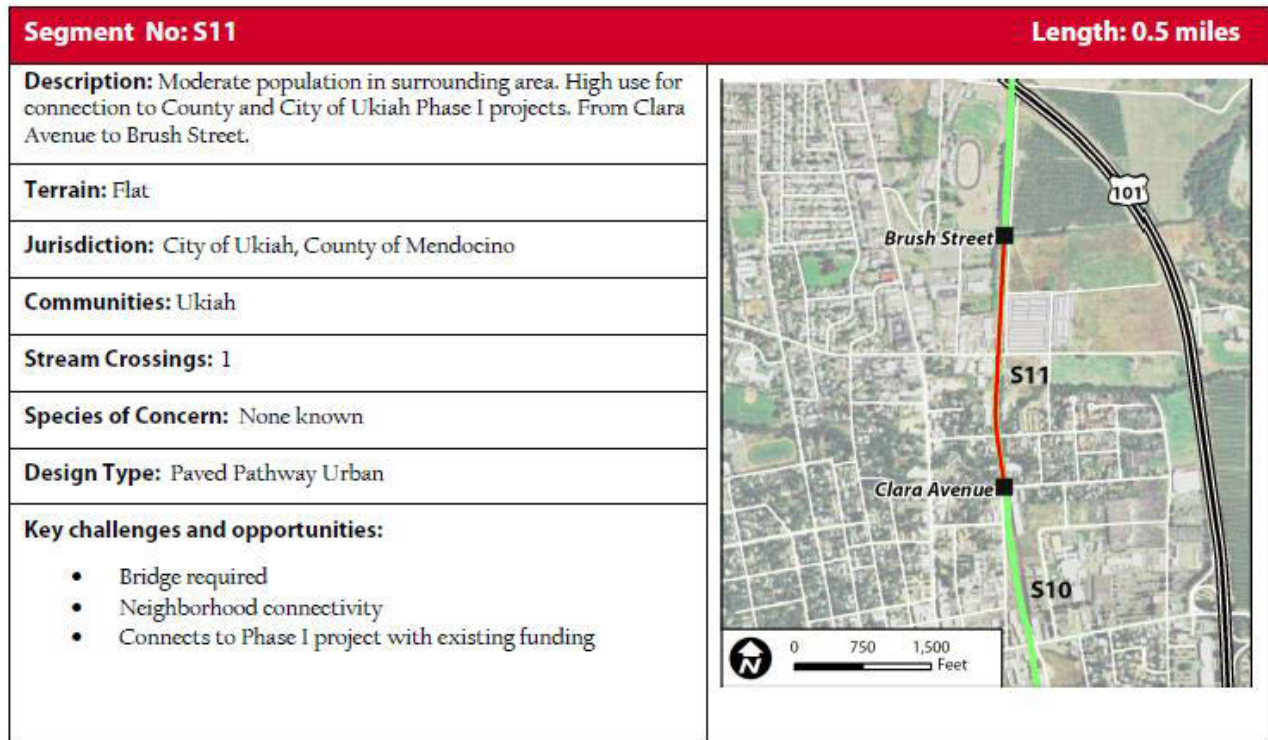 Segment No: S11
Length: 0.5 miles
Description: Moderate population in surrounding area. High use for
connection to County and City of Ukiah Phase I projects. From Clara
Avenue to Brush Street.
Terrain: Flat
Jurisdiction: City of Ukiah, County of Mendocino
Communities: Ukiah
Stream Crossings: 1
Species of Concern: None known
Design Type: Paved Pathway Urban
Key challenges and opportunities:
• Bridge required
• Neighborhood connectivity
• Connects to Phase I project with existing funding
101
Brush Street
S11
Clara Avenue
S10
N
0 750 1,500
Feet